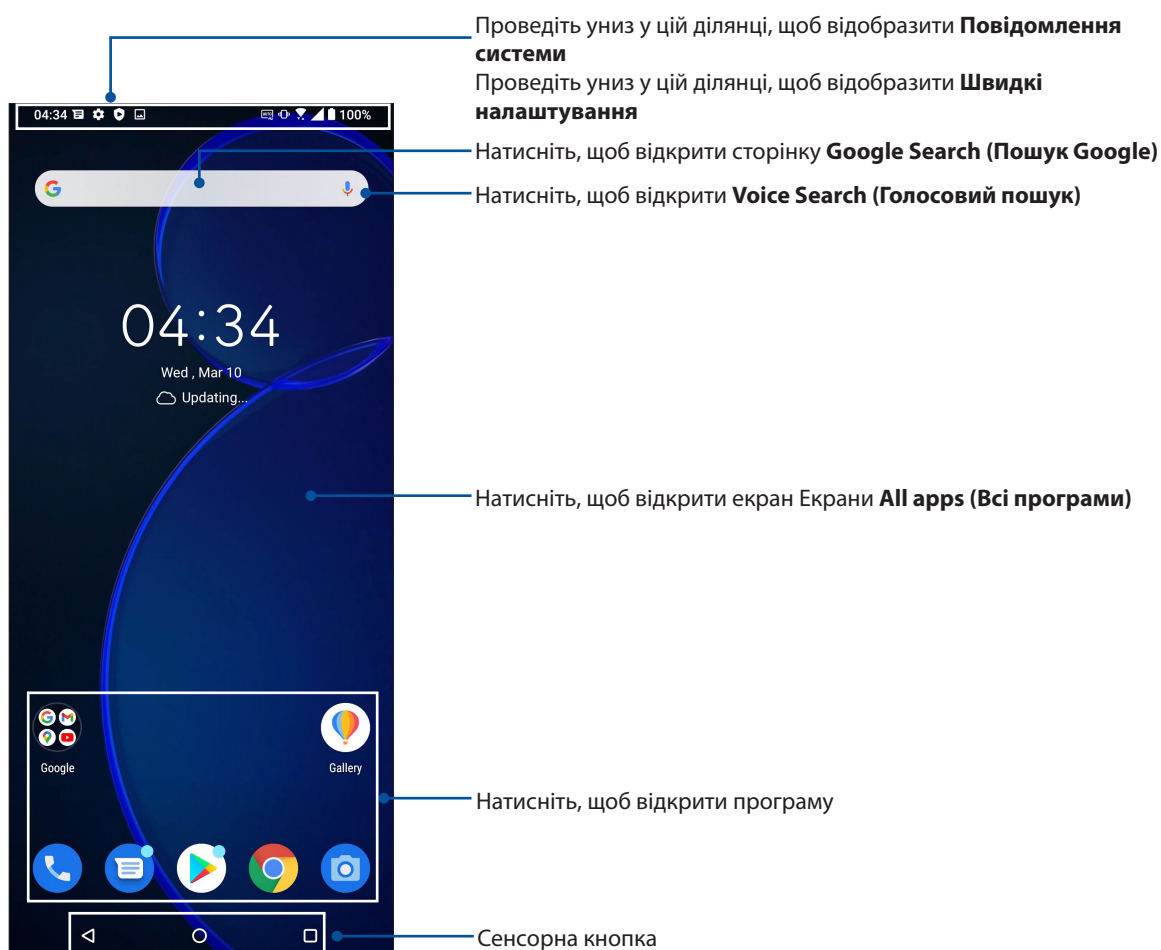 Проведіть униз у цій ділянці, щоб відобразити Повідомлення
системи
Проведіть униз у цій ділянці, щоб відобразити Швидкі
налаштування
04:34
100%
Натисніть, щоб відкрити сторінку Google Search (Пошук Google)
Натисніть, щоб відкрити Voice Search (Голосовий пошук)
04:34
Wed , Mar 10
Updating...
Натисніть, щоб відкрити екран Екрани All apps (Всі програми)
Google
Gallery
Натисніть, щоб відкрити програму
Сенсорна кнопка